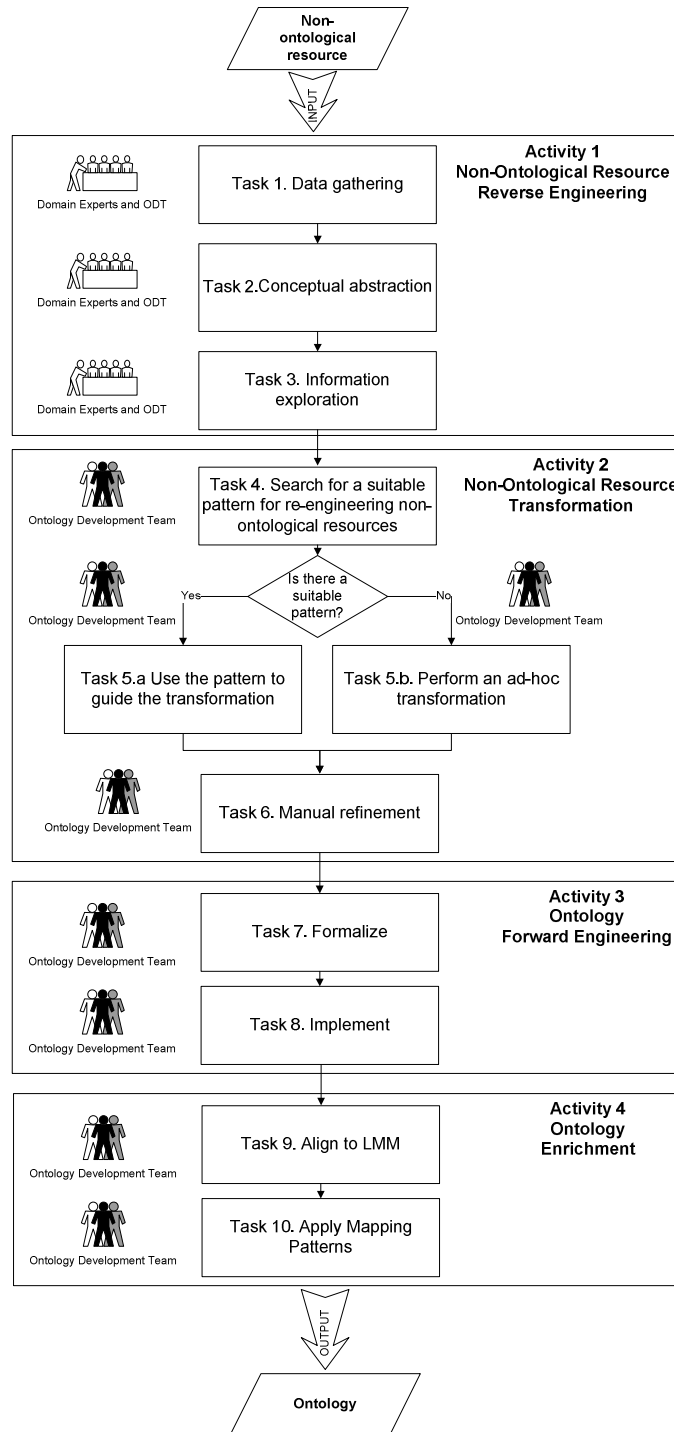 Non-
ontological
resource
INPUT
Activity 1
Non-Ontological Resource
Reverse Engineering
Domain Experts and ODT
Task 1. Data gathering
Domain Experts and ODT
Task 2.Conceptual abstraction
Domain Experts and ODT
Task 3. Information
exploration
Activity 2
Non-Ontological Resource
Transformation
Ontology Development Team
Task 4. Search for a suitable
pattern for re-engineering non-
ontological resources
Ontology Development Team
Yes
Is there a
suitable
pattern?
No
Ontology Development Team
Task 5.a Use the pattern to
guide the transformation
Task 5.b. Perform an ad-hoc
transformation
Ontology Development Team
Task 6. Manual refinement
Activity 3
Ontology
Forward Engineering
Ontology Development Team
Task 7. Formalize
Ontology Development Team
Task 8. Implement
Activity 4
Ontology
Enrichment
Ontology Development Team
Task 9. Align to LMM
Ontology Development Team
Task 10. Apply Mapping
Patterns
OUTPUT
Ontology